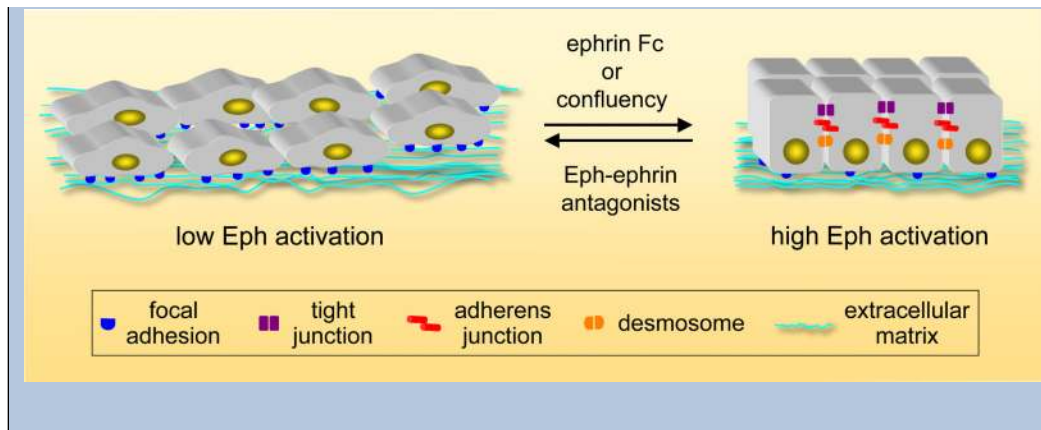 ephrin Fc
or
confluency
Eph-ephrin
antagonists
low Eph activation
high Eph activation
focal
adhesion
tight
junction
adherens
junction
desmosome
extracellular
matrix